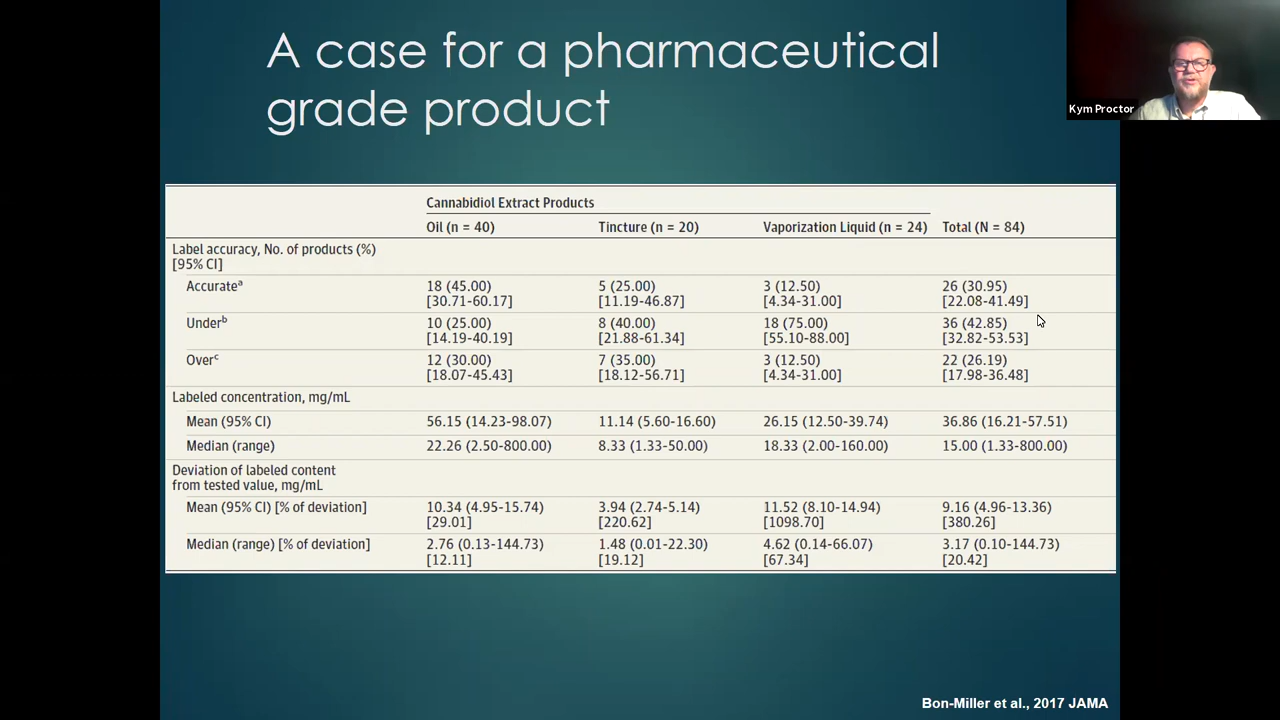 A case for a pharmaceutical
grade product
Kym Proctor
Cannabidiol Extract Products
Oil (n = 40) Tincture (n = 20) Vaporization Liquid (n = 24) Total (N = 84)
Label accuracy, No. of products (%)
[95% CI]
Accurateᵃ 18 (45.00) 5 (25.00) 3 (12.50) 26 (30.95)
[30.71-60.17] [11.19-46.87] [4.34-31.00] [22.08-41.49]
Underᵇ 10 (25.00) 8 (40.00) 18 (75.00) 36 (42.85)
[14.19-40.19] [21.88-61.34] [55.10-88.00] [32.82-53.53]
Overᶜ 12 (30.00) 7 (35.00) 3 (12.50) 22 (26.19)
[18.07-45.43] [18.12-56.71] [4.34-31.00] [17.98-36.48]
Labeled concentration, mg/mL
Mean (95% CI) 56.15 (14.23-98.07) 11.14 (5.60-16.60) 26.15 (12.50-39.74) 36.86 (16.21-57.51)
Median (range) 22.26 (2.50-800.00) 8.33 (1.33-50.00) 18.33 (2.00-160.00) 15.00 (1.33-800.00)
Deviation of labeled content
from tested value, mg/mL
Mean (95% CI) [% of deviation] 10.34 (4.95-15.74) 3.94 (2.74-5.14) 11.52 (8.10-14.94) 9.16 (4.96-13.36)
[29.01] [220.62] [1098.70] [380.26]
Median (range) [% of deviation] 2.76 (0.13-144.73) 1.48 (0.01-22.30) 4.62 (0.14-66.07) 3.17 (0.10-144.73)
[12.11] [19.12] [67.34] [20.42]
Bon-Miller et al., 2017 JAMA